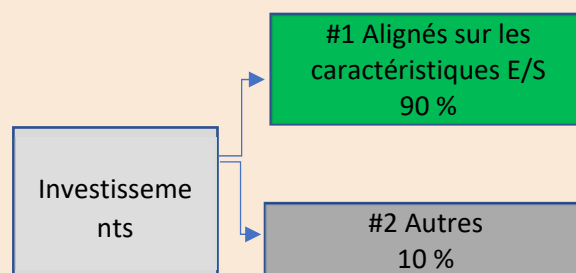 #1 Alignés sur les
caractéristiques E/S
90 %
Investisseme
nts
#2 Autres
10 %